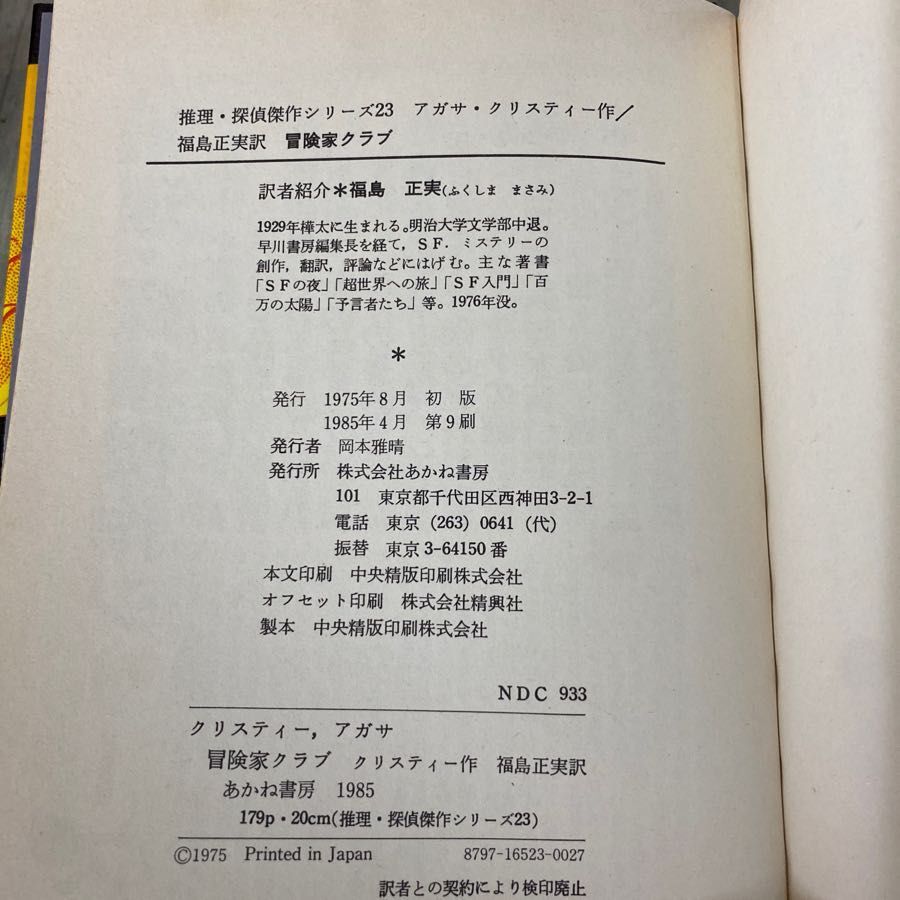 推理・探偵傑作シリーズ23　アガサ・クリスティー作／
福島正実訳　冒険家クラブ
訳者紹介＊福島　正実(ふくしま　まさみ)
1929年樺太に生まれる。明治大学文学部中退。
早川書房編集長を経て，ＳＦ．ミステリーの
創作，翻訳，評論などにはげむ。主な著書
「ＳＦの夜」「超世界への旅」「ＳＦ入門」「百
万の太陽」「予言者たち」等。1976年没。
＊
発行　1975年8月　初　版
1985年4月　第9刷
発行者　岡本雅晴
発行所　株式会社あかね書房
101　東京都千代田区西神田3-2-1
電話　東京（263）0641（代）
振替　東京3-64150番
本文印刷　中央精版印刷株式会社
オフセット印刷　株式会社精興社
製本　中央精版印刷株式会社
NDC 933
クリスティー，アガサ
冒険家クラブ　クリスティー作　福島正実訳
あかね書房　1985
179p・20cm(推理・探偵傑作シリーズ23)
©1975　Printed in Japan　8797-16523-0027
訳者との契約により検印廃止